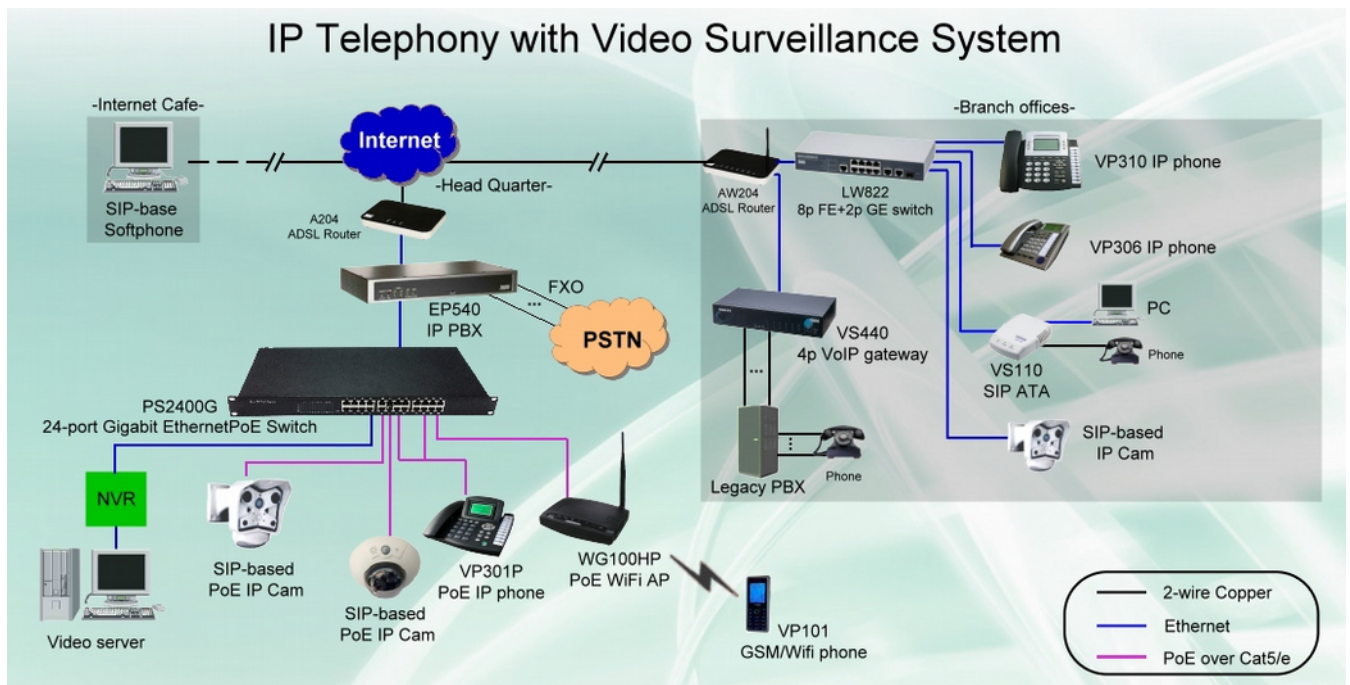 IP Telephony with Video Surveillance System
-Internet Cafe-
SIP-base
Softphone
Internet
-Head Quarter-
A204
ADSL Router
EP540
IP PBX
FXO
...
PSTN
PS2400G
24-port Gigabit EthernetPoE Switch
NVR
Video server
SIP-based
PoE IP Cam
SIP-based
PoE IP Cam
VP301P
PoE IP phone
WG100HP
PoE WiFi AP
VP101
GSM/Wifi phone
-Branch offices-
AW204
ADSL Router
LW822
8p FE+2p GE switch
VP310 IP phone
VP306 IP phone
VS440
4p VoIP gateway
...
PC
Phone
VS110
SIP ATA
SIP-based
IP Cam
Legacy PBX
Phone
2-wire Copper
Ethernet
PoE over Cat5/e